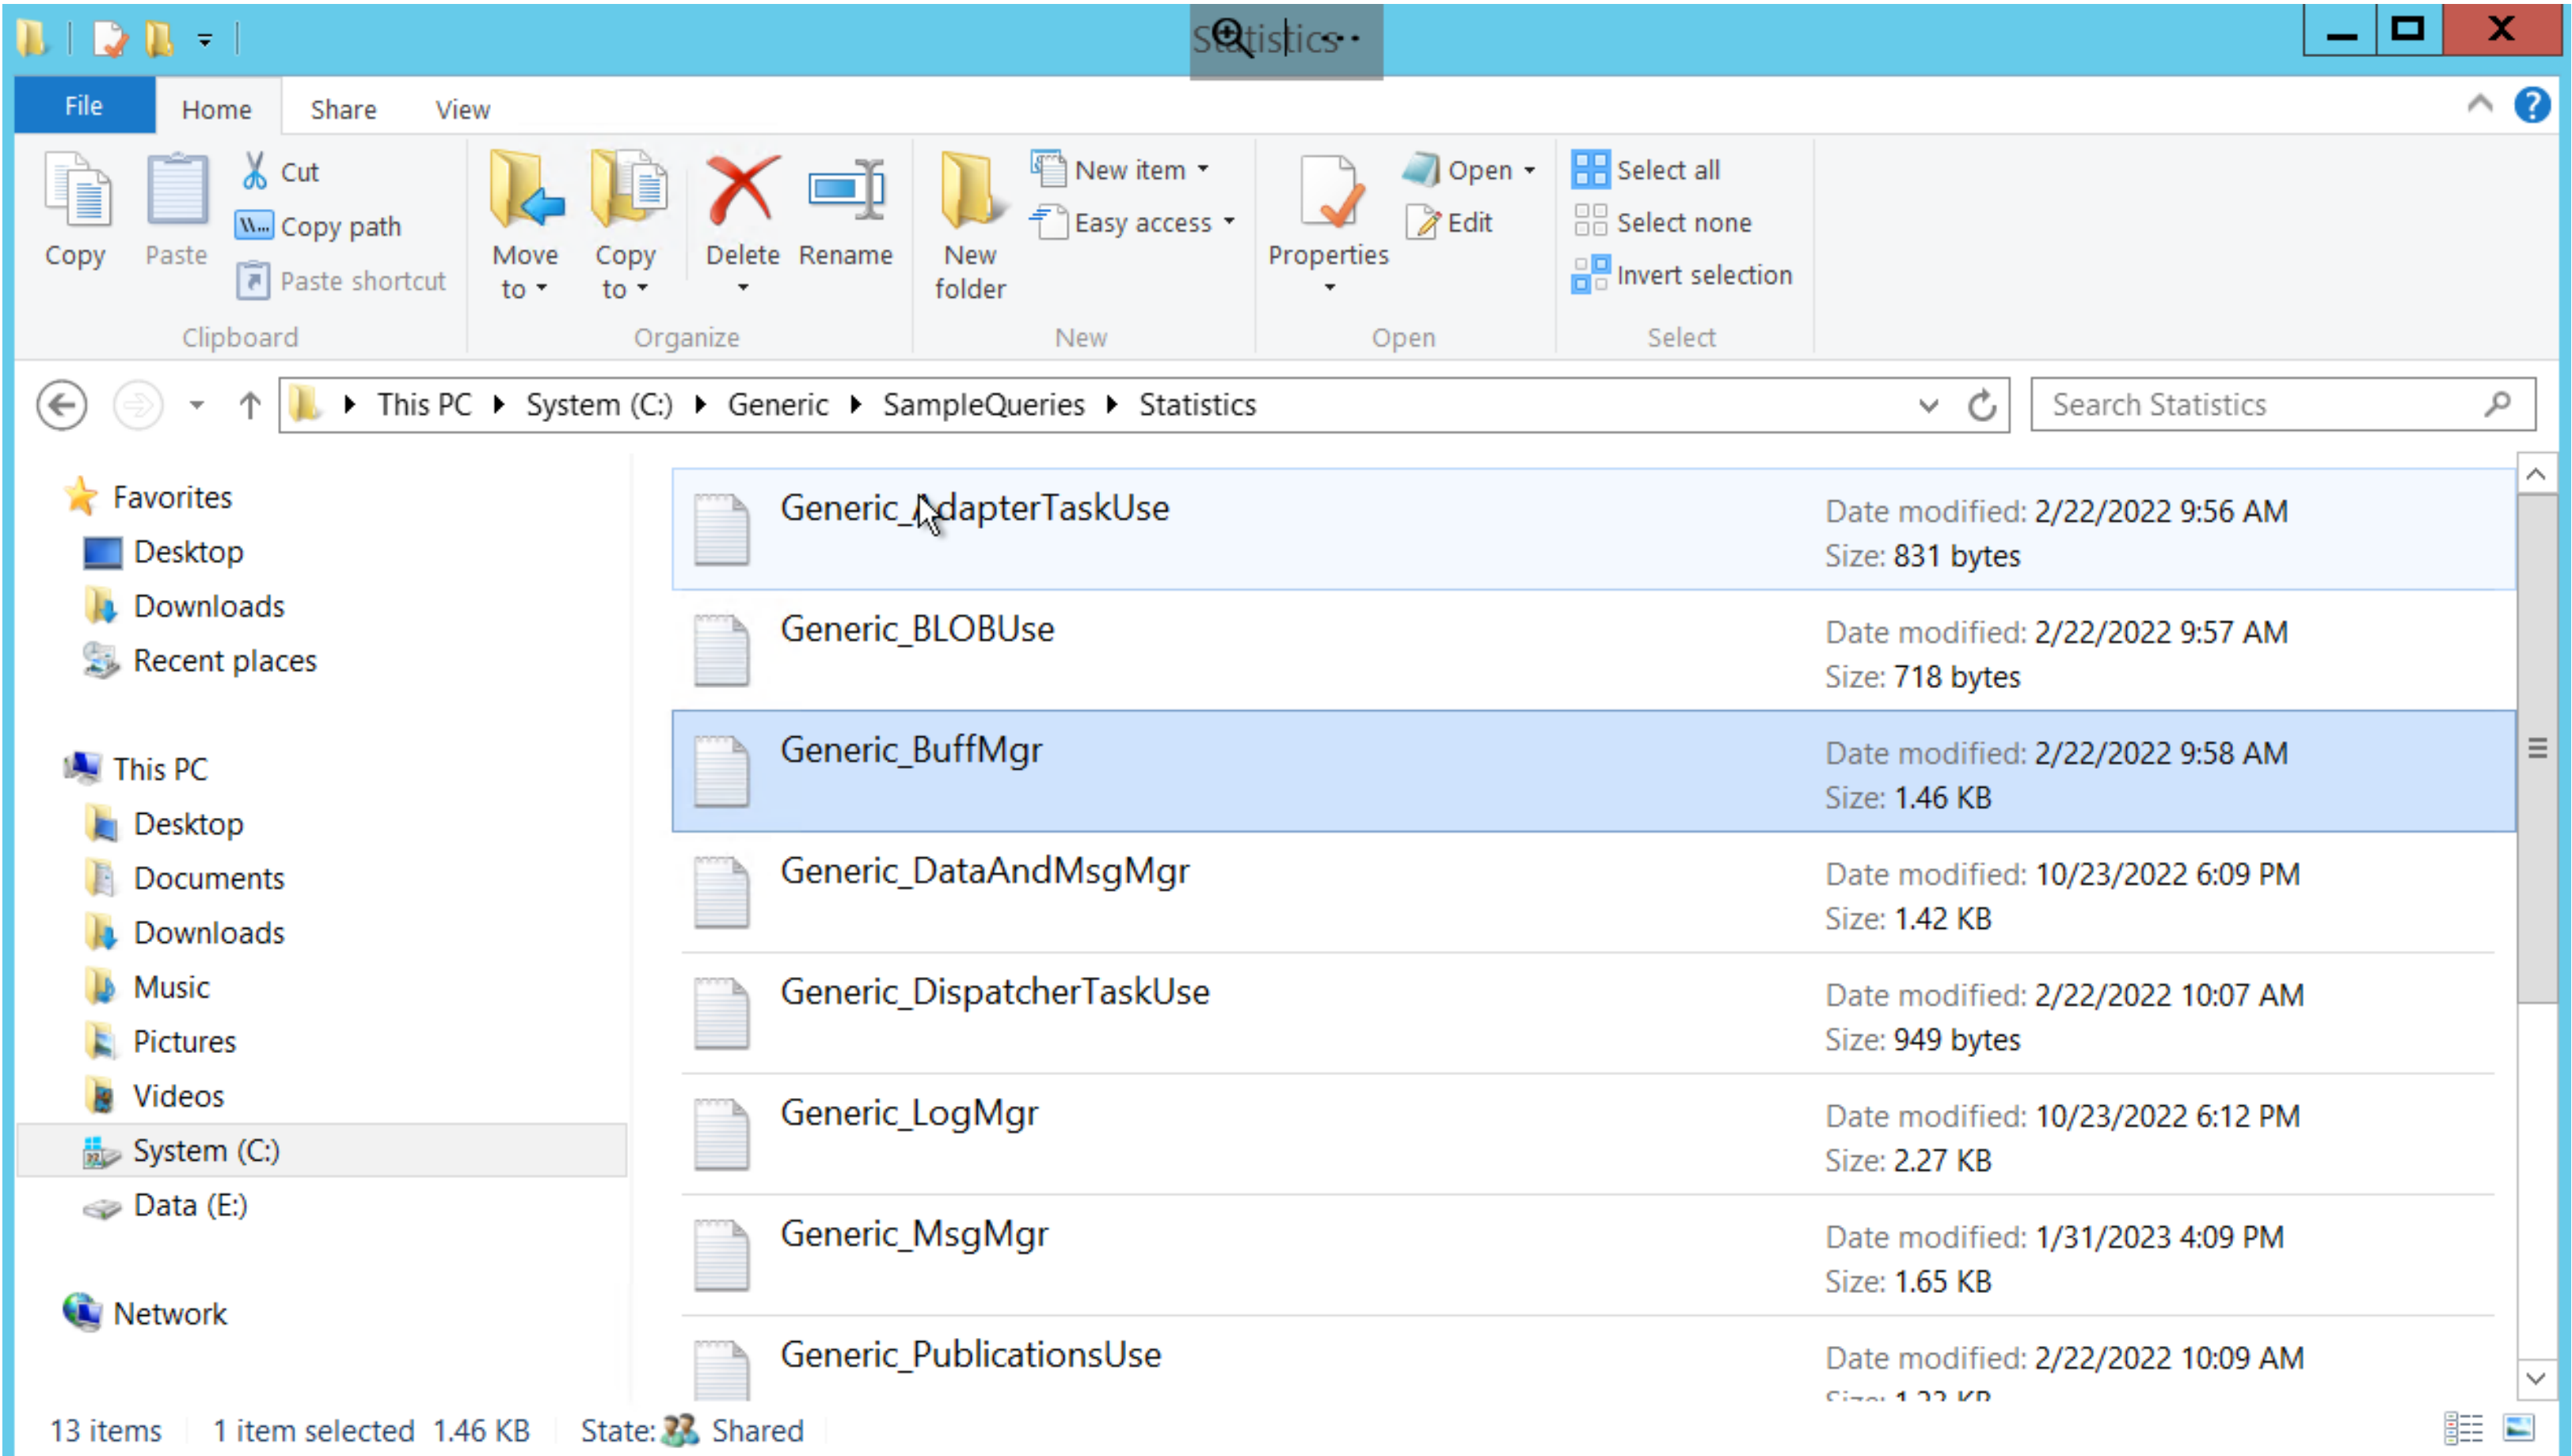 Statistics
File Home Share View
Copy
Paste
Cut
Copy path
Paste shortcut
Clipboard
Move to
Copy to
Delete
Rename
Organize
New folder
New item
Easy access
New
Properties
Open
Edit
Open
Select all
Select none
Invert selection
Select
This PC System (C:) Generic SampleQueries Statistics
Search Statistics
Favorites
Desktop
Downloads
Recent places
This PC
Desktop
Documents
Downloads
Music
Pictures
Videos
System (C:)
Data (E:)
Network
Generic_AdapterTaskUse
Date modified: 2/22/2022 9:56 AM
Size: 831 bytes
Generic_BLOBUse
Date modified: 2/22/2022 9:57 AM
Size: 718 bytes
Generic_BuffMgr
Date modified: 2/22/2022 9:58 AM
Size: 1.46 KB
Generic_DataAndMsgMgr
Date modified: 10/23/2022 6:09 PM
Size: 1.42 KB
Generic_DispatcherTaskUse
Date modified: 2/22/2022 10:07 AM
Size: 949 bytes
Generic_LogMgr
Date modified: 10/23/2022 6:12 PM
Size: 2.27 KB
Generic_MsgMgr
Date modified: 1/31/2023 4:09 PM
Size: 1.65 KB
Generic_PublicationsUse
Date modified: 2/22/2022 10:09 AM
13 items 1 item selected 1.46 KB State: Shared